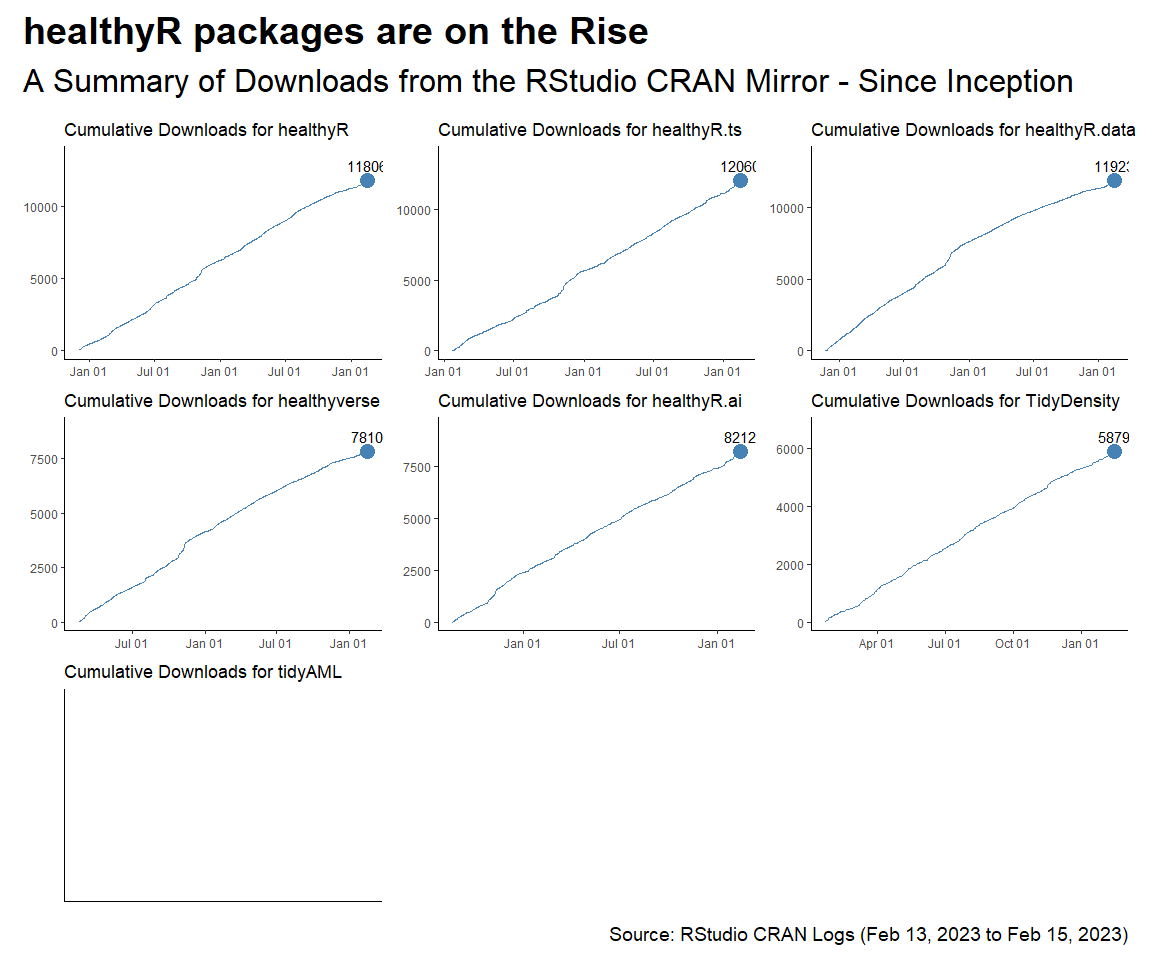 healthyR packages are on the Rise
A Summary of Downloads from the RStudio CRAN Mirror - Since Inception
Cumulative Downloads for healthyR
11806
10000
5000
0
Jan 01 Jul 01 Jan 01 Jul 01 Jan 01
Cumulative Downloads for healthyR.ts
12060
10000
5000
0
Jan 01 Jul 01 Jan 01 Jul 01 Jan 01
Cumulative Downloads for healthyR.data
11923
10000
5000
0
Jan 01 Jul 01 Jan 01 Jul 01 Jan 01
Cumulative Downloads for healthyverse
7810
7500
5000
2500
0
Jul 01 Jan 01 Jul 01 Jan 01
Cumulative Downloads for healthyR.ai
8212
7500
5000
2500
0
Jan 01 Jul 01 Jan 01
Cumulative Downloads for TidyDensity
5879
6000
4000
2000
0
Apr 01 Jul 01 Oct 01 Jan 01
Cumulative Downloads for tidyAML
Source: RStudio CRAN Logs (Feb 13, 2023 to Feb 15, 2023)